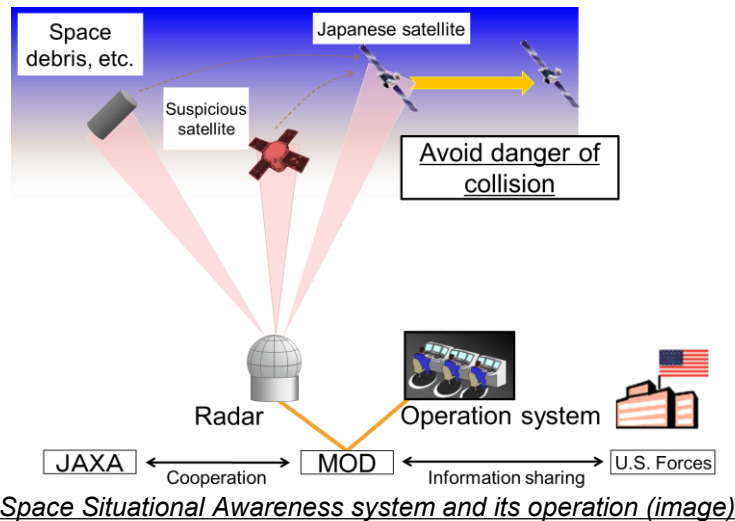 Space
debris, etc.
Japanese satellite
Suspicious
satellite
Avoid danger of
collision
Radar
Operation system
JAXA
Cooperation
MOD
Information sharing
U.S. Forces
Space Situational Awareness system and its operation (image)